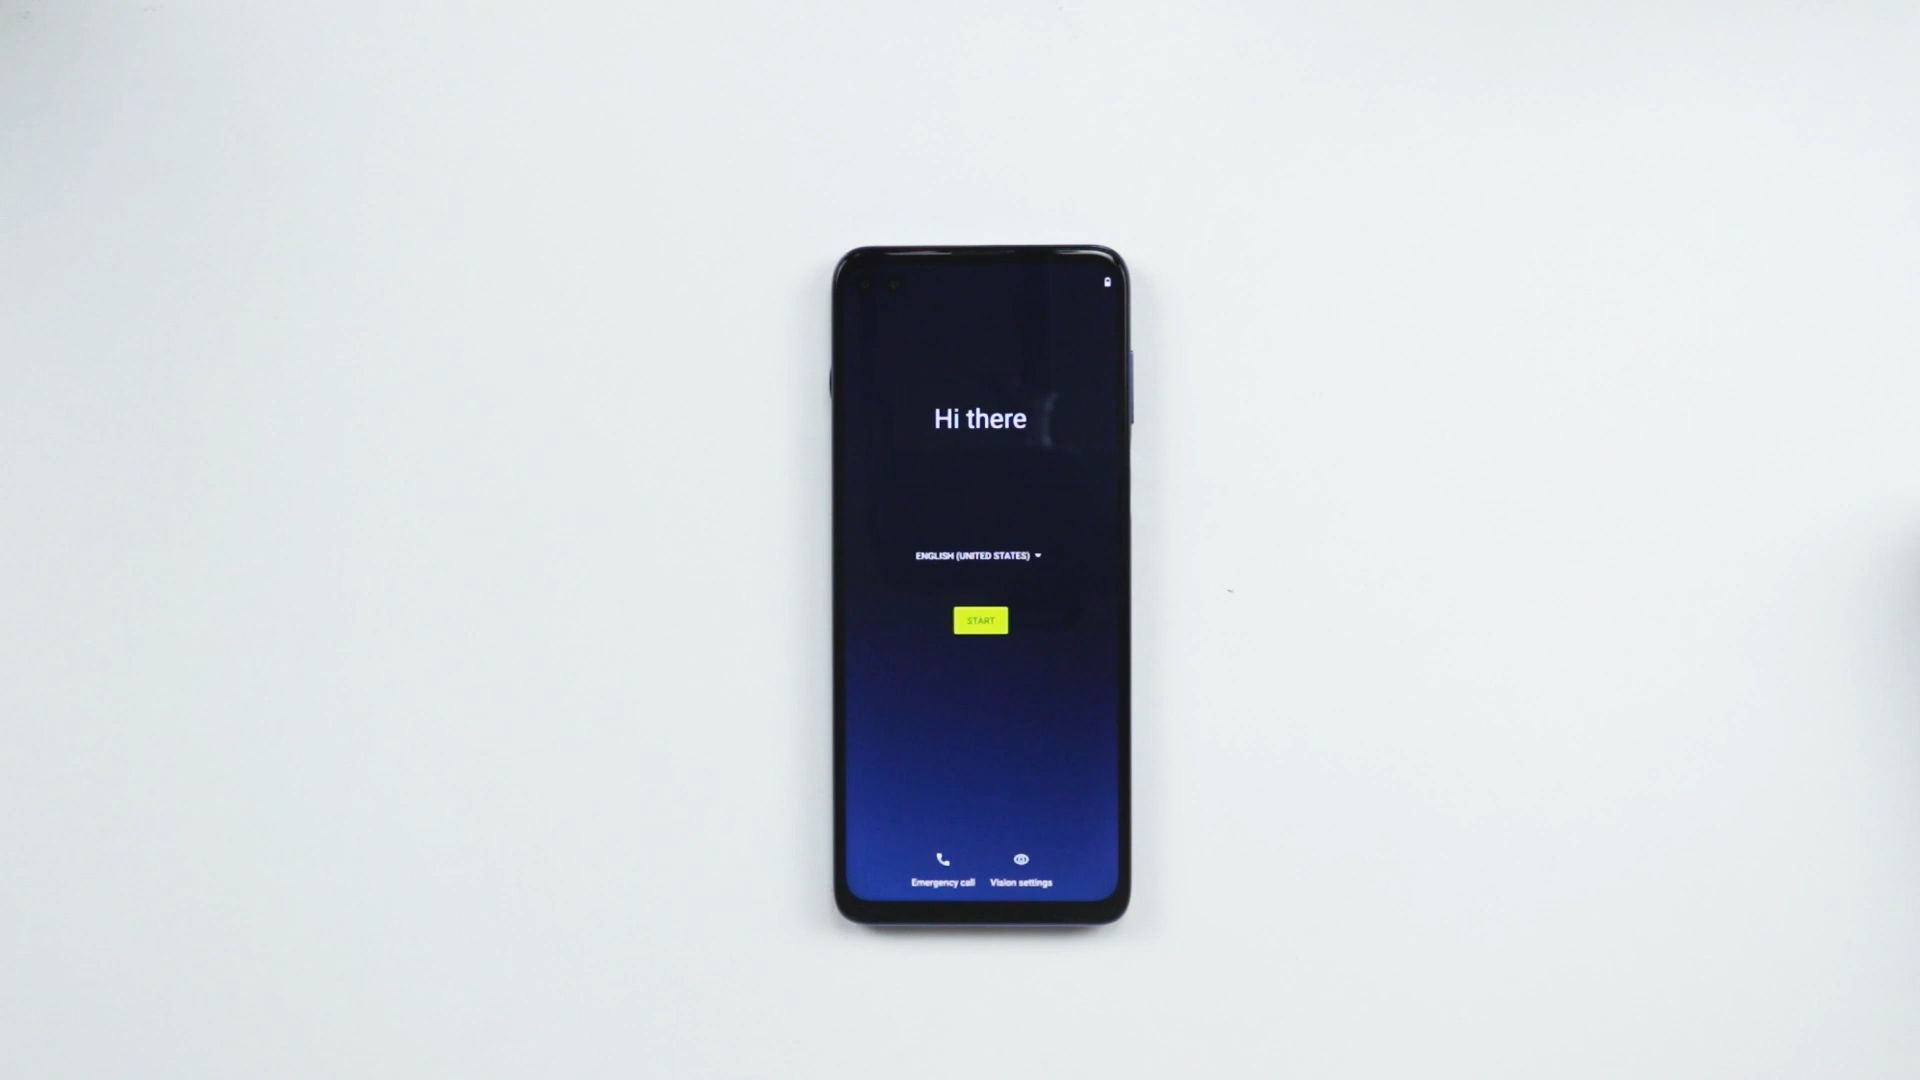 Hi there
ENGLISH (UNITED STATES)
START
Emergency call
Vision settings